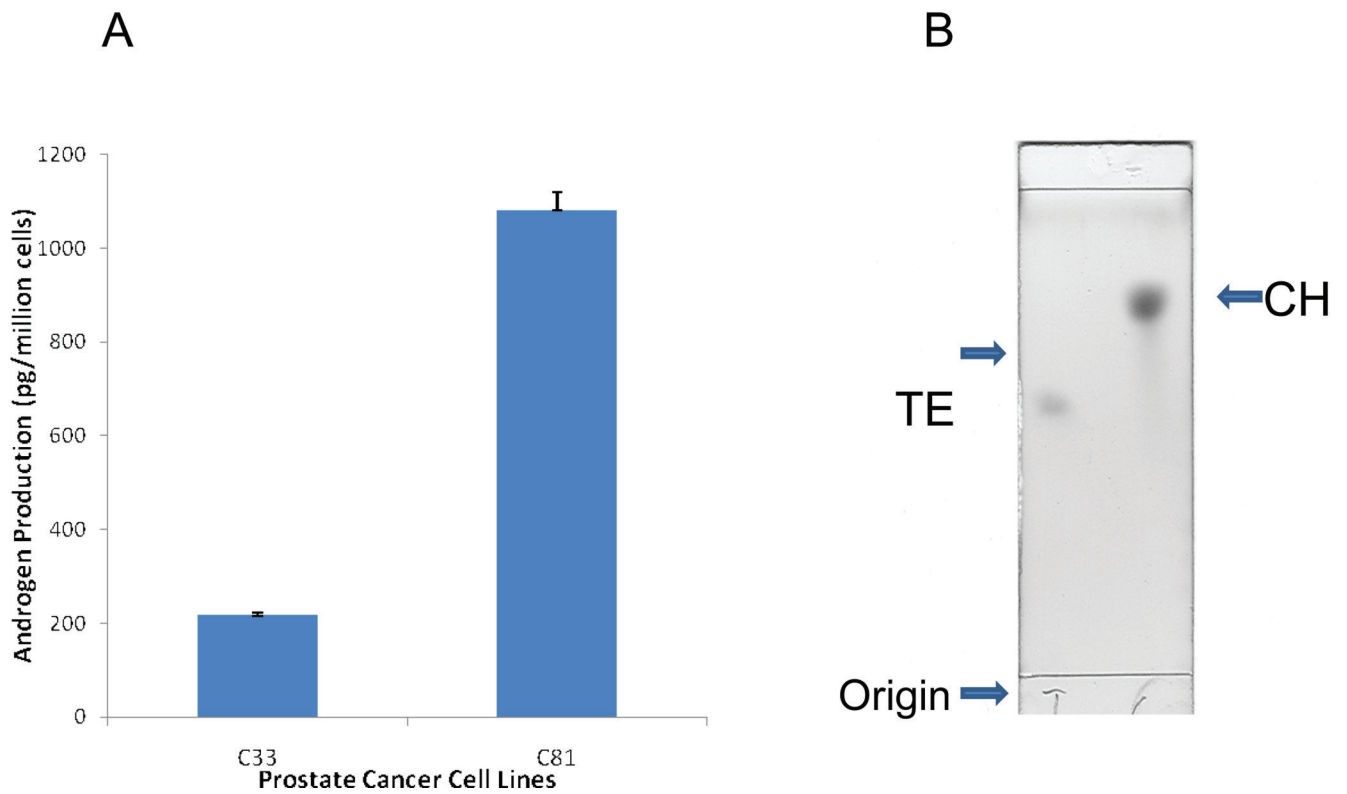 A
B
Androgen Production (pg/million cells)
1200
1000
800
600
400
200
0
C33
C81
Prostate Cancer Cell Lines
CH
TE
Origin
T